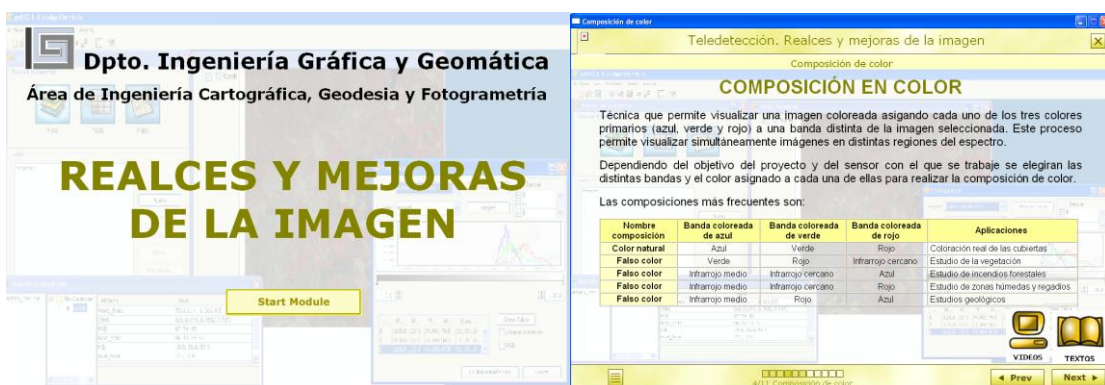 Dpto. Ingeniería Gráfica y Geomática
Área de Ingeniería Cartográfica, Geodesia y Fotogrametría
REALCES Y MEJORAS
DE LA IMAGEN
Start Module
Composición de color
Teledetección. Realces y mejoras de la imagen
Composición de color
COMPOSICIÓN EN COLOR
Técnica que permite visualizar una imagen coloreada asigando cada uno de los tres colores
primarios (azul, verde y rojo) a una banda distinta de la imagen seleccionada. Este proceso
permite visualizar simultáneamente imágenes en distintas regiones del espectro.
Dependiendo del objetivo del proyecto y del sensor con el que se trabaje se elegiran las
distintas bandas y el color asignado a cada una de ellas para realizar la composición de color.
Las composiciones más frecuentes son:
Nombre composición Banda coloreada de azul Banda coloreada de verde Banda coloreada de rojo Aplicaciones
Color natural Azul Verde Rojo Coloración real de las cubiertas
Falso color Verde Rojo Infrarrojo cercano Estudio de la vegetación
Falso color Infrarrojo medio Infrarrojo cercano Azul Estudio de incendios forestales
Falso color Infrarrojo medio Infrarrojo cercano Rojo Estudio de zonas húmedas y regadios
Falso color Infrarrojo medio Rojo Azul Estudios geológicos
VIDEOS TEXTOS
4/11 Composición de color
Prev Next